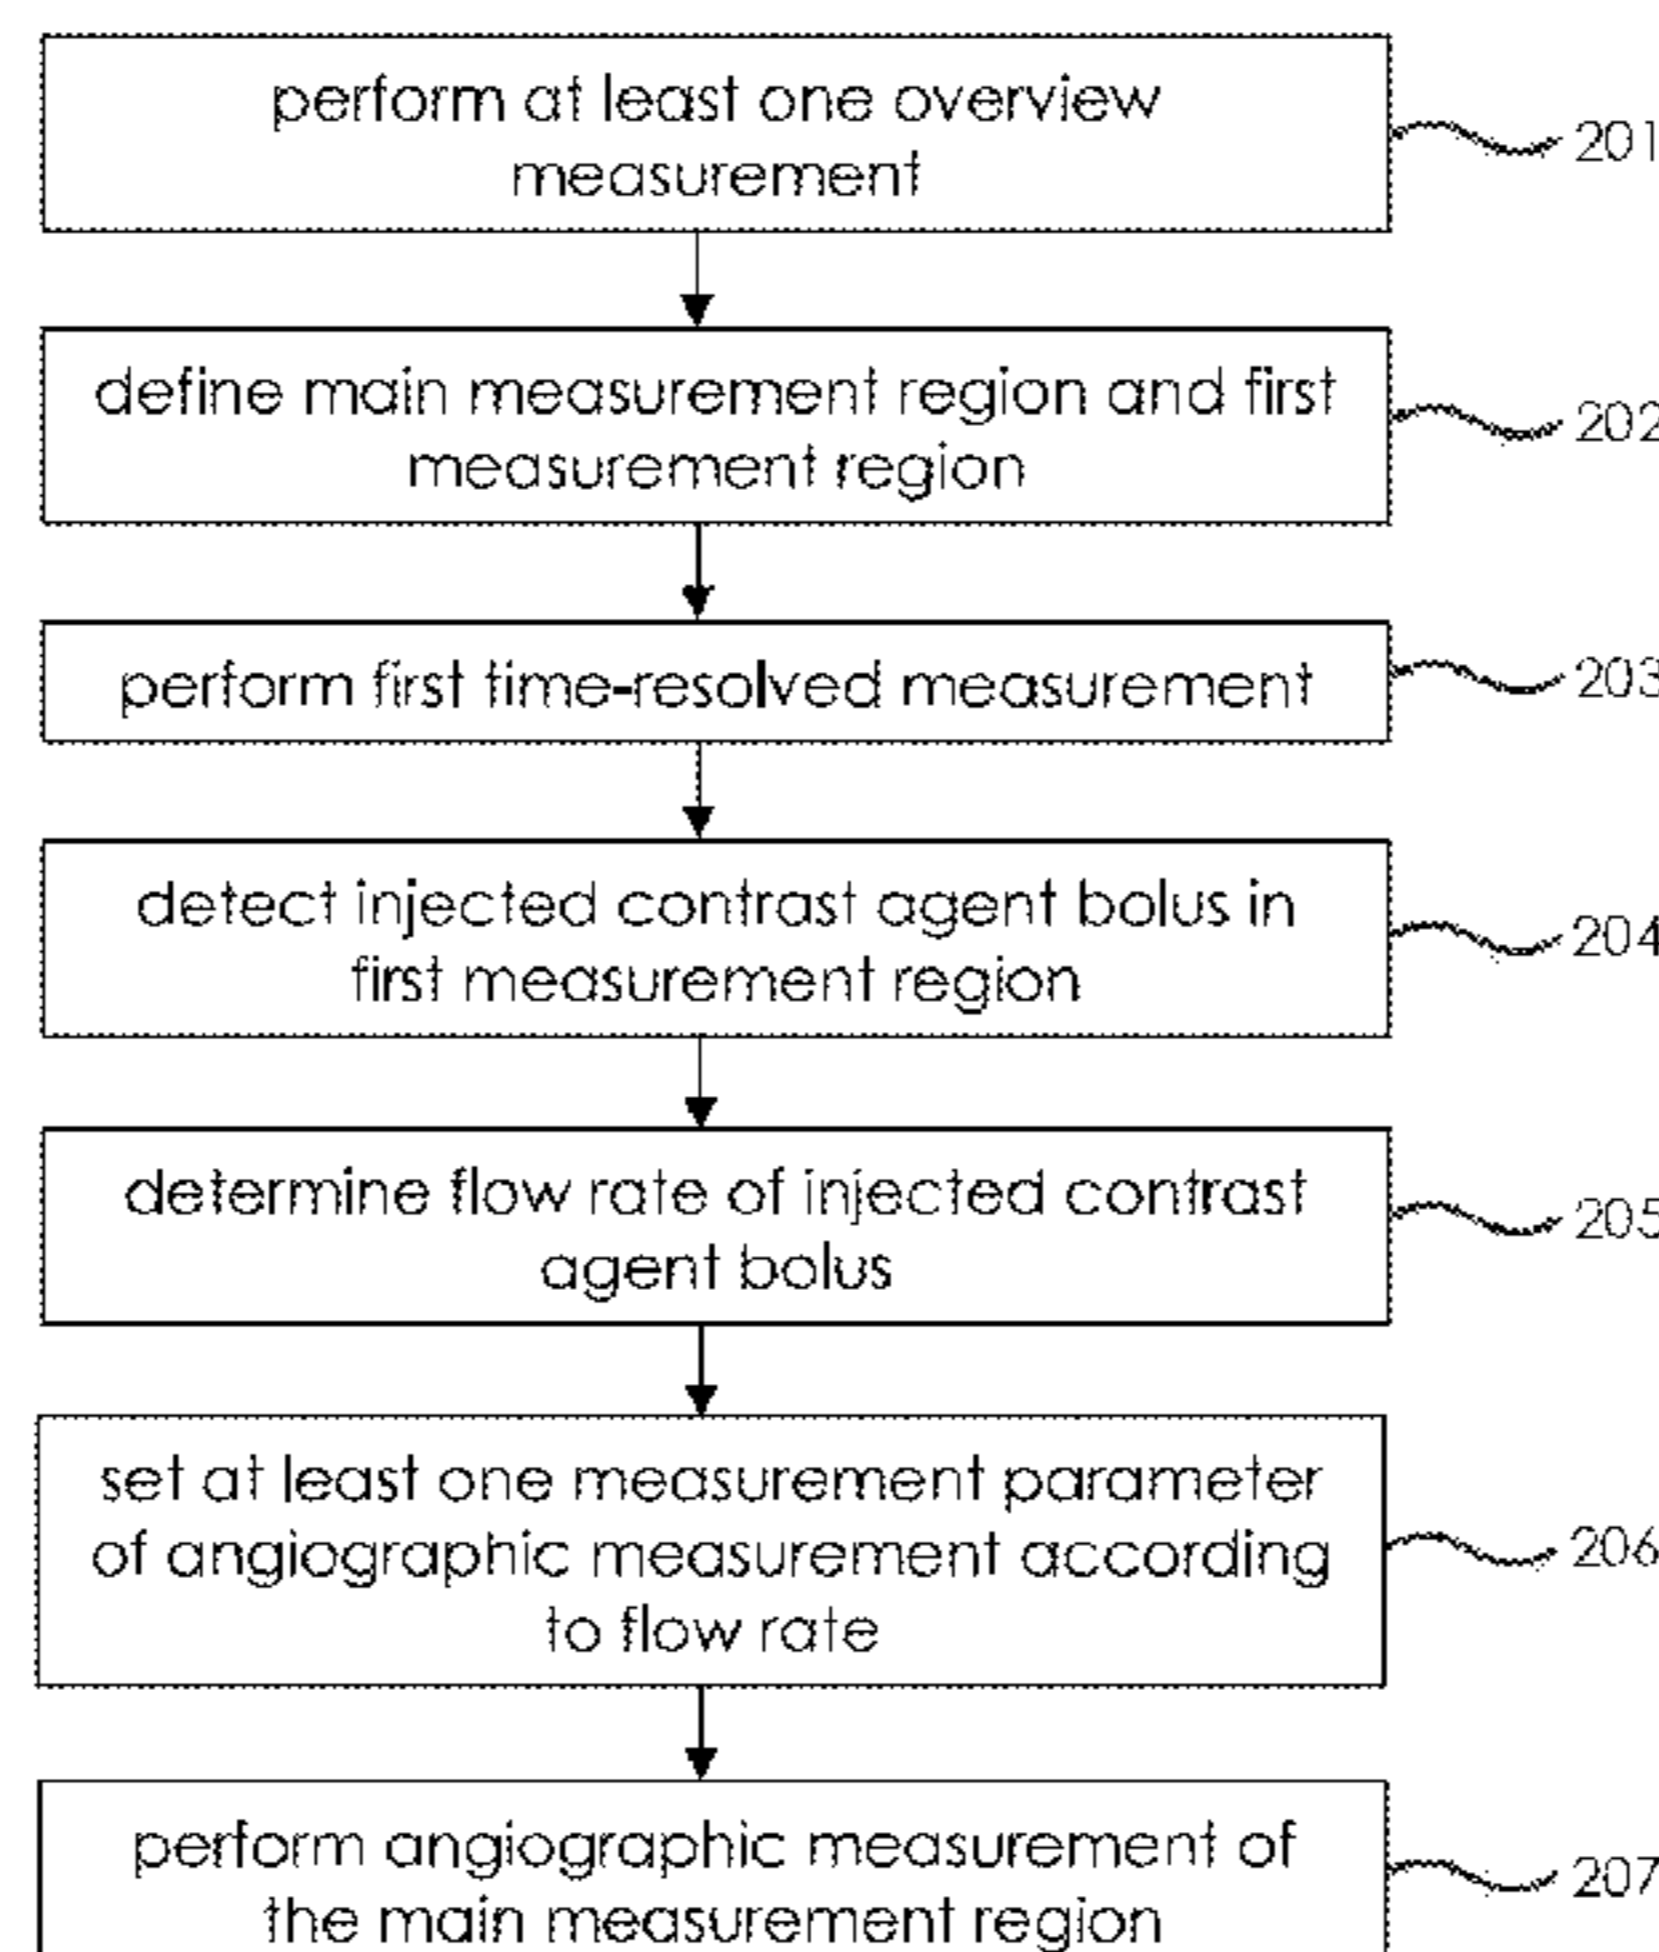 perform at least one overview
measurement
201
define main measurement region and first
measurement region
202
perform first time-resolved measurement
203
detect injected contrast agent bolus in
first measurement region
204
determine flow rate of injected contrast
agent bolus
205
set at least one measurement parameter
of angiographic measurement according
to flow rate
206
perform angiographic measurement of
the main measurement region
207